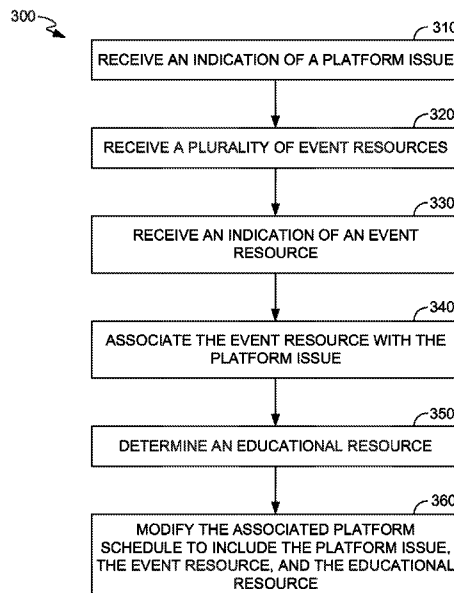 300
310
RECEIVE AN INDICATION OF A PLATFORM ISSUE
320
RECEIVE A PLURALITY OF EVENT RESOURCES
330
RECEIVE AN INDICATION OF AN EVENT
RESOURCE
340
ASSOCIATE THE EVENT RESOURCE WITH THE
PLATFORM ISSUE
350
DETERMINE AN EDUCATIONAL RESOURCE
360
MODIFY THE ASSOCIATED PLATFORM
SCHEDULE TO INCLUDE THE PLATFORM ISSUE,
THE EVENT RESOURCE, AND THE EDUCATIONAL
RESOURCE